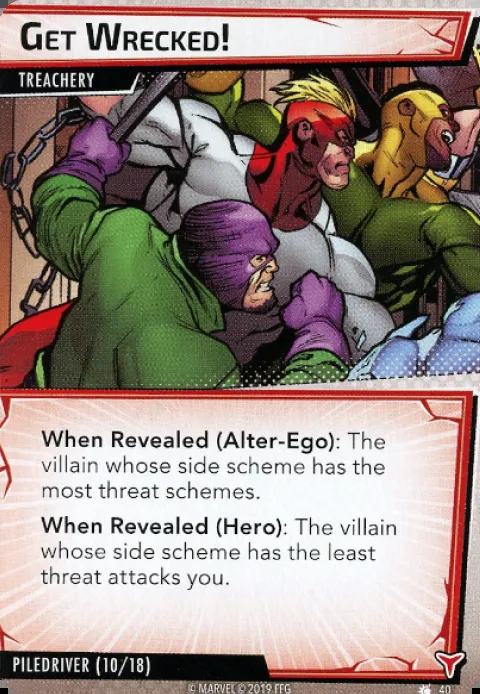 GET WRECKED!
TREACHERY
When Revealed (Alter-Ego): The
villain whose side scheme has the
most threat schemes.
When Revealed (Hero): The villain
whose side scheme has the least
threat attacks you.
PILEDRIVER (10/18)
© MARVEL © 2019 FFG
40